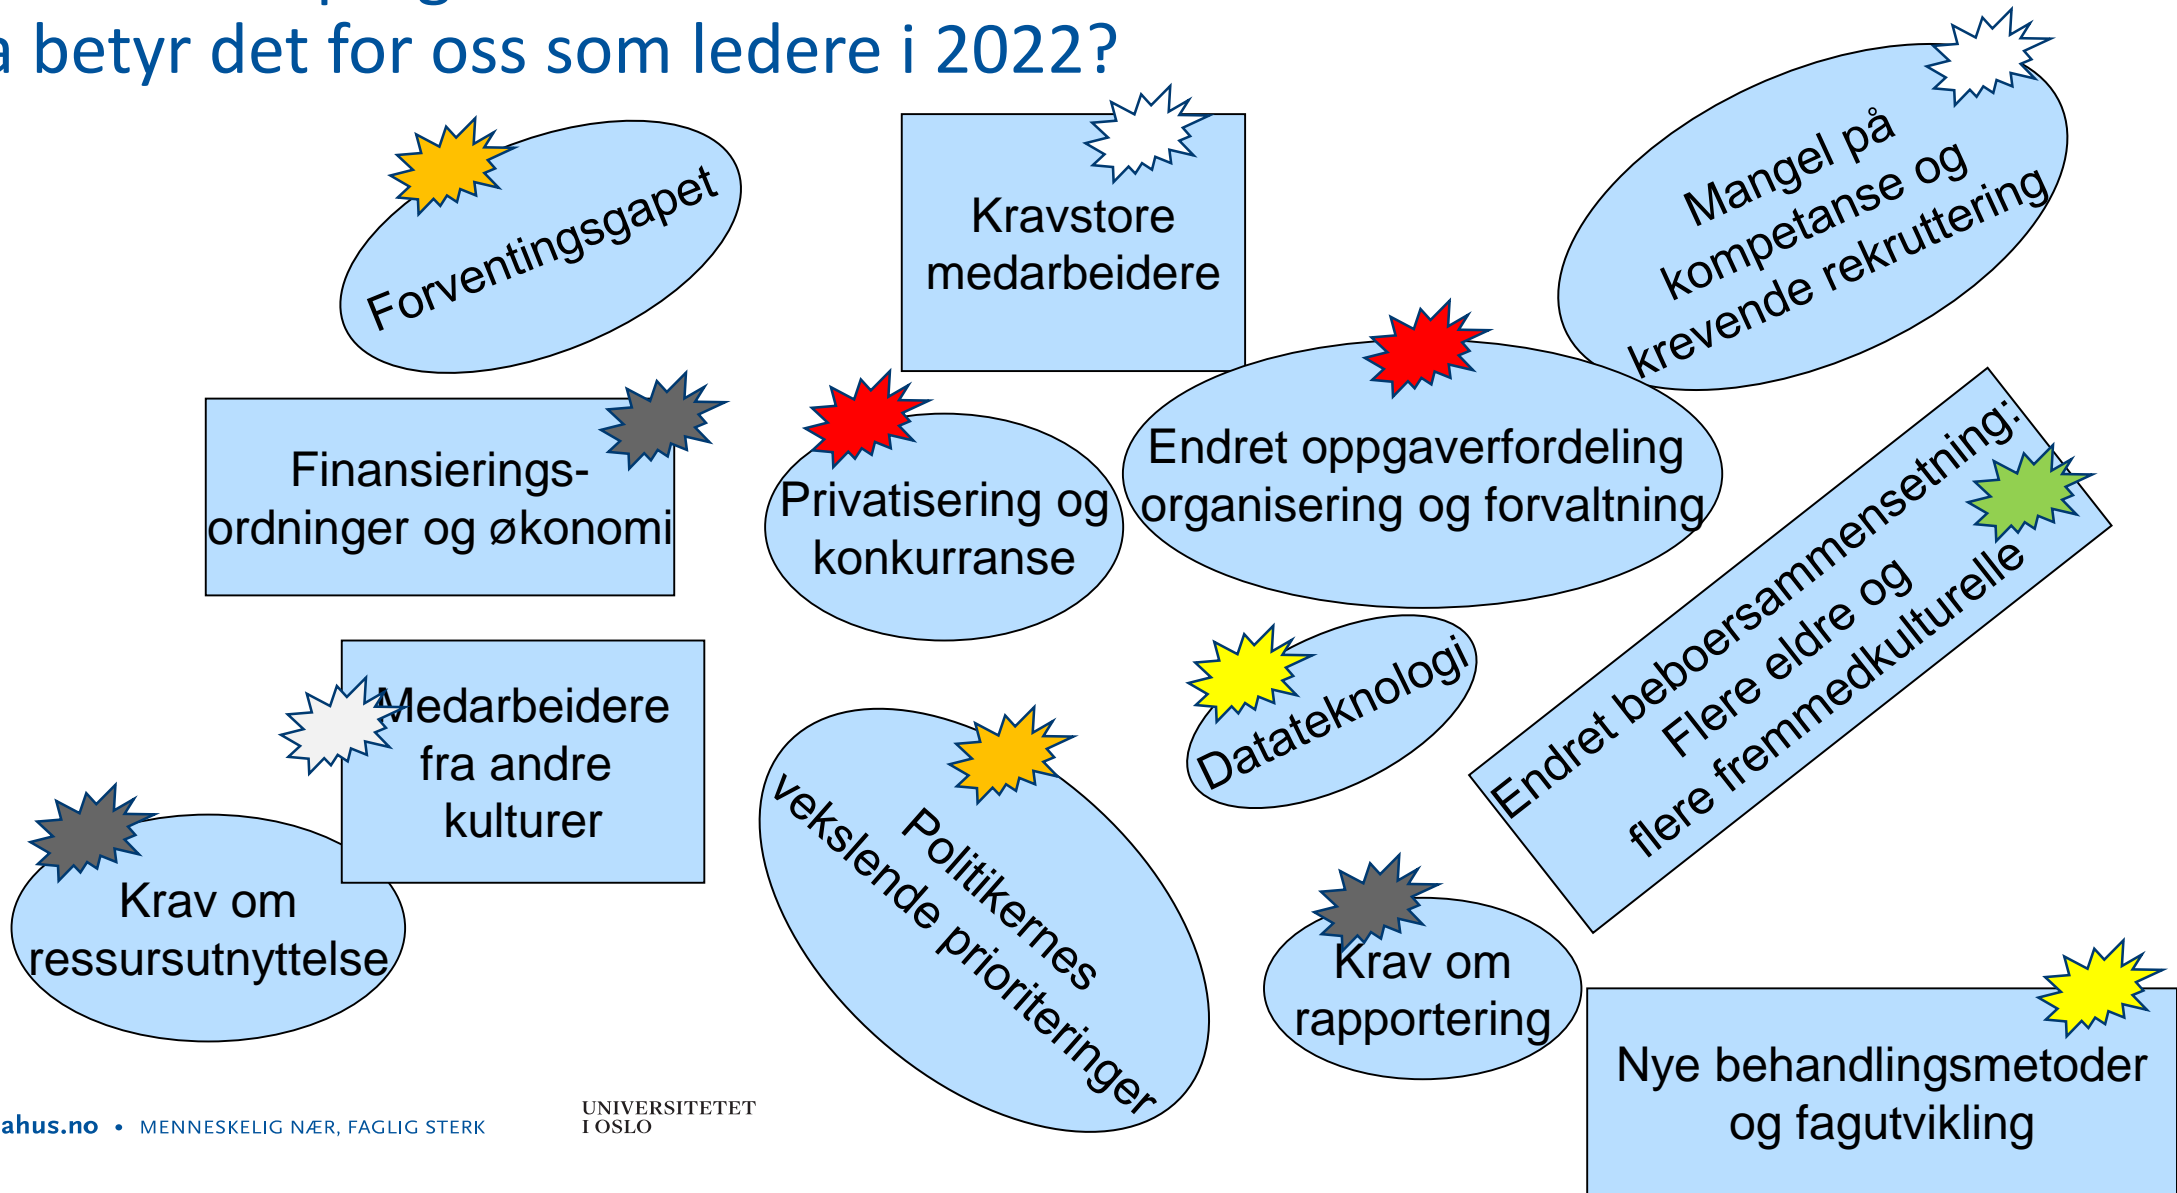 a betyr det for oss som ledere i 2022?
Forventingsgapet
Kravstore
medarbeidere
Mangel på
kompetanse og
krevende rekruttering
Finansierings-
ordninger og økonomi
Privatisering og
konkurranse
Endret oppgaverfordeling
organisering og forvaltning
Endret beboersammensetning:
Flere eldre og
flere fremmedkulturelle
Medarbeidere
fra andre
kulturer
Datateknologi
Krav om
ressursutnyttelse
Politikernes
vekslende prioriteringer
Krav om
rapportering
Nye behandlingsmetoder
og fagutvikling
ahus.no • MENNESKELIG NÆR, FAGLIG STERK
UNIVERSITETET
I OSLO